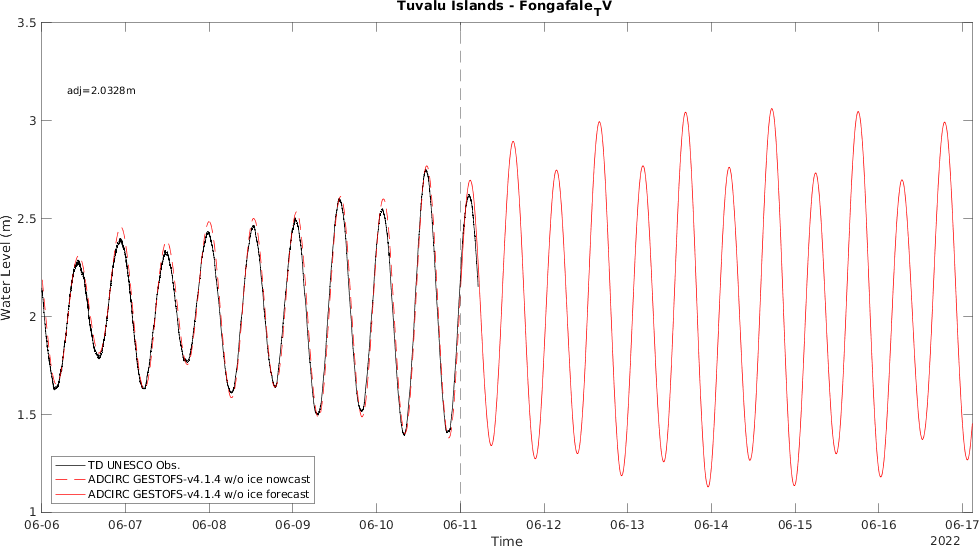 Tuvalu Islands - Fongafale_TV
adj=2.0328m
Water Level (m)
3.5
3
2.5
2
1.5
1
TD UNESCO Obs.
ADCIRC GESTOFS-v4.1.4 w/o ice nowcast
ADCIRC GESTOFS-v4.1.4 w/o ice forecast
06-06 06-07 06-08 06-09 06-10 06-11 06-12 06-13 06-14 06-15 06-16 06-17
Time
2022